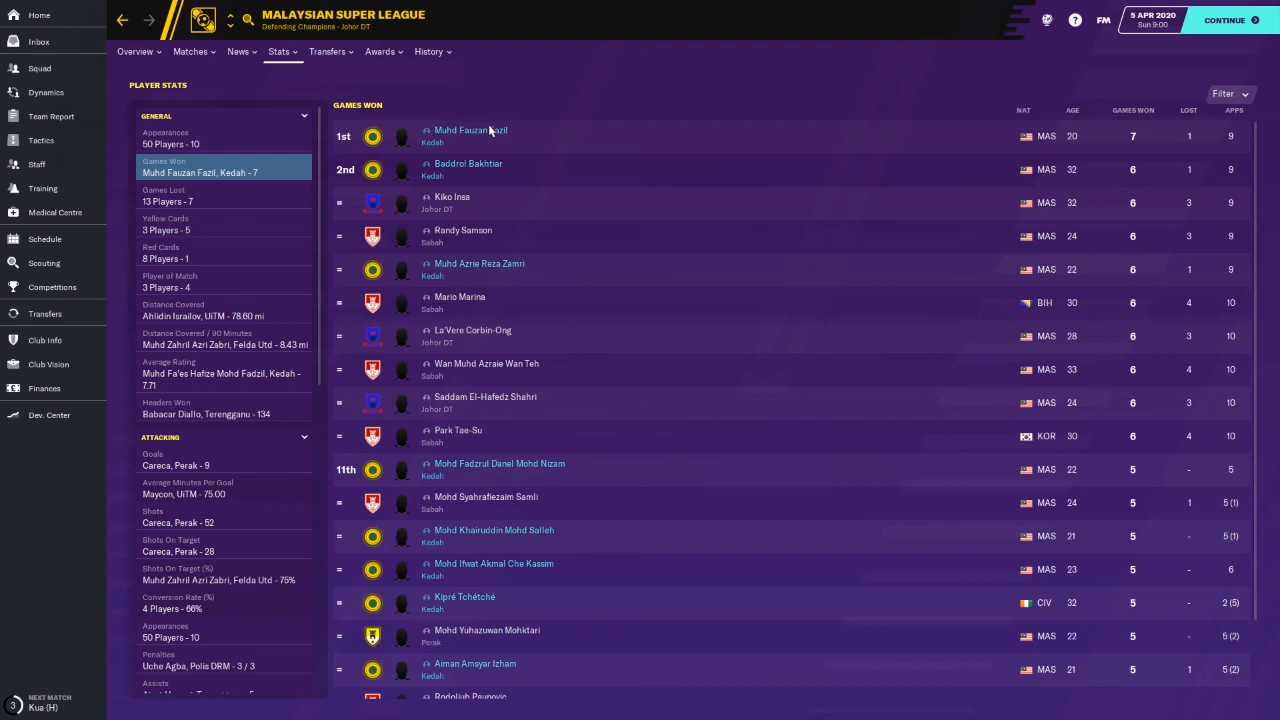 Home
Inbox
Squad
Dynamics
Team Report
Tactics
Staff
Training
Medical Centre
Schedule
Scouting
Competitions
Transfers
Club Info
Club Vision
Finances
Dev. Center
3
NEXT MATCH
Kua (H)
MALAYSIAN SUPER LEAGUE
Defending Champions - Johor DT
? FM
5 APR 2020
Sun 9:00
CONTINUE
Overview Matches News Stats Transfers Awards History
PLAYER STATS
Filter
GENERAL
Appearances
50 Players - 10
Games Won
Muhd Fauzan Fazil, Kedah - 7
Games Lost
13 Players - 7
Yellow Cards
3 Players - 5
Red Cards
8 Players - 1
Player of Match
3 Players - 4
Distance Covered
Ahlidin Israilov, UiTM - 78.60 mi
Distance Covered / 90 Minutes
Muhd Zahril Azri Zabri, Felda Utd - 8.43 mi
Average Rating
Muhd Fa'es Hafize Mohd Fadzil, Kedah -
7.71
Headers Won
Babacar Diallo, Terengganu - 134
ATTACKING
Goals
Careca, Perak - 9
Average Minutes Per Goal
Maycon, UiTM - 75.00
Shots
Careca, Perak - 52
Shots On Target
Careca, Perak - 28
Shots On Target (%)
Muhd Zahril Azri Zabri, Felda Utd - 75%
Conversion Rate (%)
4 Players - 66%
Appearances
50 Players - 10
Penalties
Uche Agba, Polis DRM - 3 / 3
Assists
GAMES WON
NAT AGE GAMES WON LOST APPS
1st Muhd Fauzan Fazil MAS 20 7 1 9
Kedah
2nd Baddrol Bakhtiar MAS 32 6 1 9
Kedah
= Kiko Insa MAS 32 6 3 9
Johor DT
= Randy Samson MAS 24 6 3 9
Sabah
= Muhd Azrie Reza Zamri MAS 22 6 1 9
Kedah
= Mario Marina BIH 30 6 4 10
Sabah
= La'Vere Corbin-Ong MAS 28 6 3 10
Johor DT
= Wan Muhd Azraie Wan Teh MAS 33 6 4 10
Sabah
= Saddam El-Hafedz Shahri MAS 24 6 3 10
Johor DT
= Park Tae-Su KOR 30 6 4 10
Sabah
11th Mohd Fadzrul Danel Mohd Nizam MAS 22 5 - 5
Kedah
= Mohd Syahrafiezaim Samli MAS 24 5 1 5 (1)
Sabah
= Mohd Khairuddin Mohd Salleh MAS 21 5 - 5 (1)
Kedah
= Mohd Ifwat Akmal Che Kassim MAS 23 5 - 6
Kedah
= Kipré Tchétché CIV 32 5 - 2 (5)
Kedah
= Mohd Yuhazuwan Mohktari MAS 22 5 - 5 (2)
Perak
= Aiman Amsyar Izham MAS 21 5 1 5 (2)
Kedah